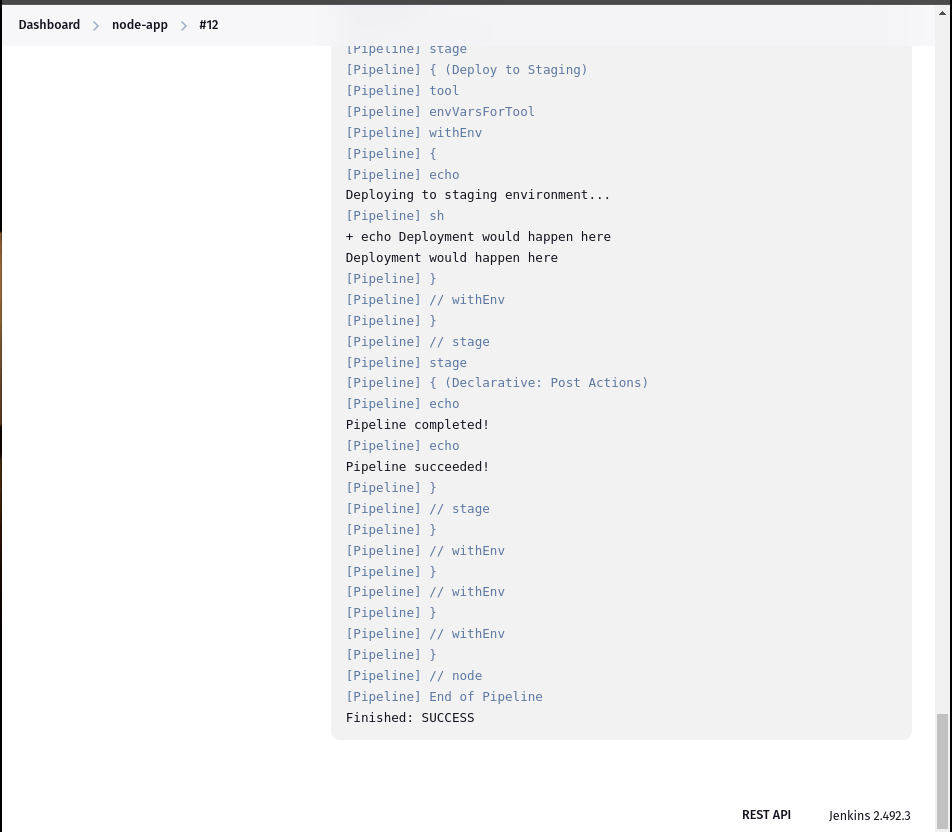 Dashboard > node-app > #12
[Pipeline] stage
[Pipeline] { (Deploy to Staging)
[Pipeline] tool
[Pipeline] envVarsForTool
[Pipeline] withEnv
[Pipeline] {
[Pipeline] echo
Deploying to staging environment...
[Pipeline] sh
+ echo Deployment would happen here
Deployment would happen here
[Pipeline] }
[Pipeline] // withEnv
[Pipeline] }
[Pipeline] // stage
[Pipeline] stage
[Pipeline] { (Declarative: Post Actions)
[Pipeline] echo
Pipeline completed!
[Pipeline] echo
Pipeline succeeded!
[Pipeline] }
[Pipeline] // stage
[Pipeline] }
[Pipeline] // withEnv
[Pipeline] }
[Pipeline] // withEnv
[Pipeline] }
[Pipeline] // withEnv
[Pipeline] }
[Pipeline] // node
[Pipeline] End of Pipeline
Finished: SUCCESS
REST API Jenkins 2.492.3